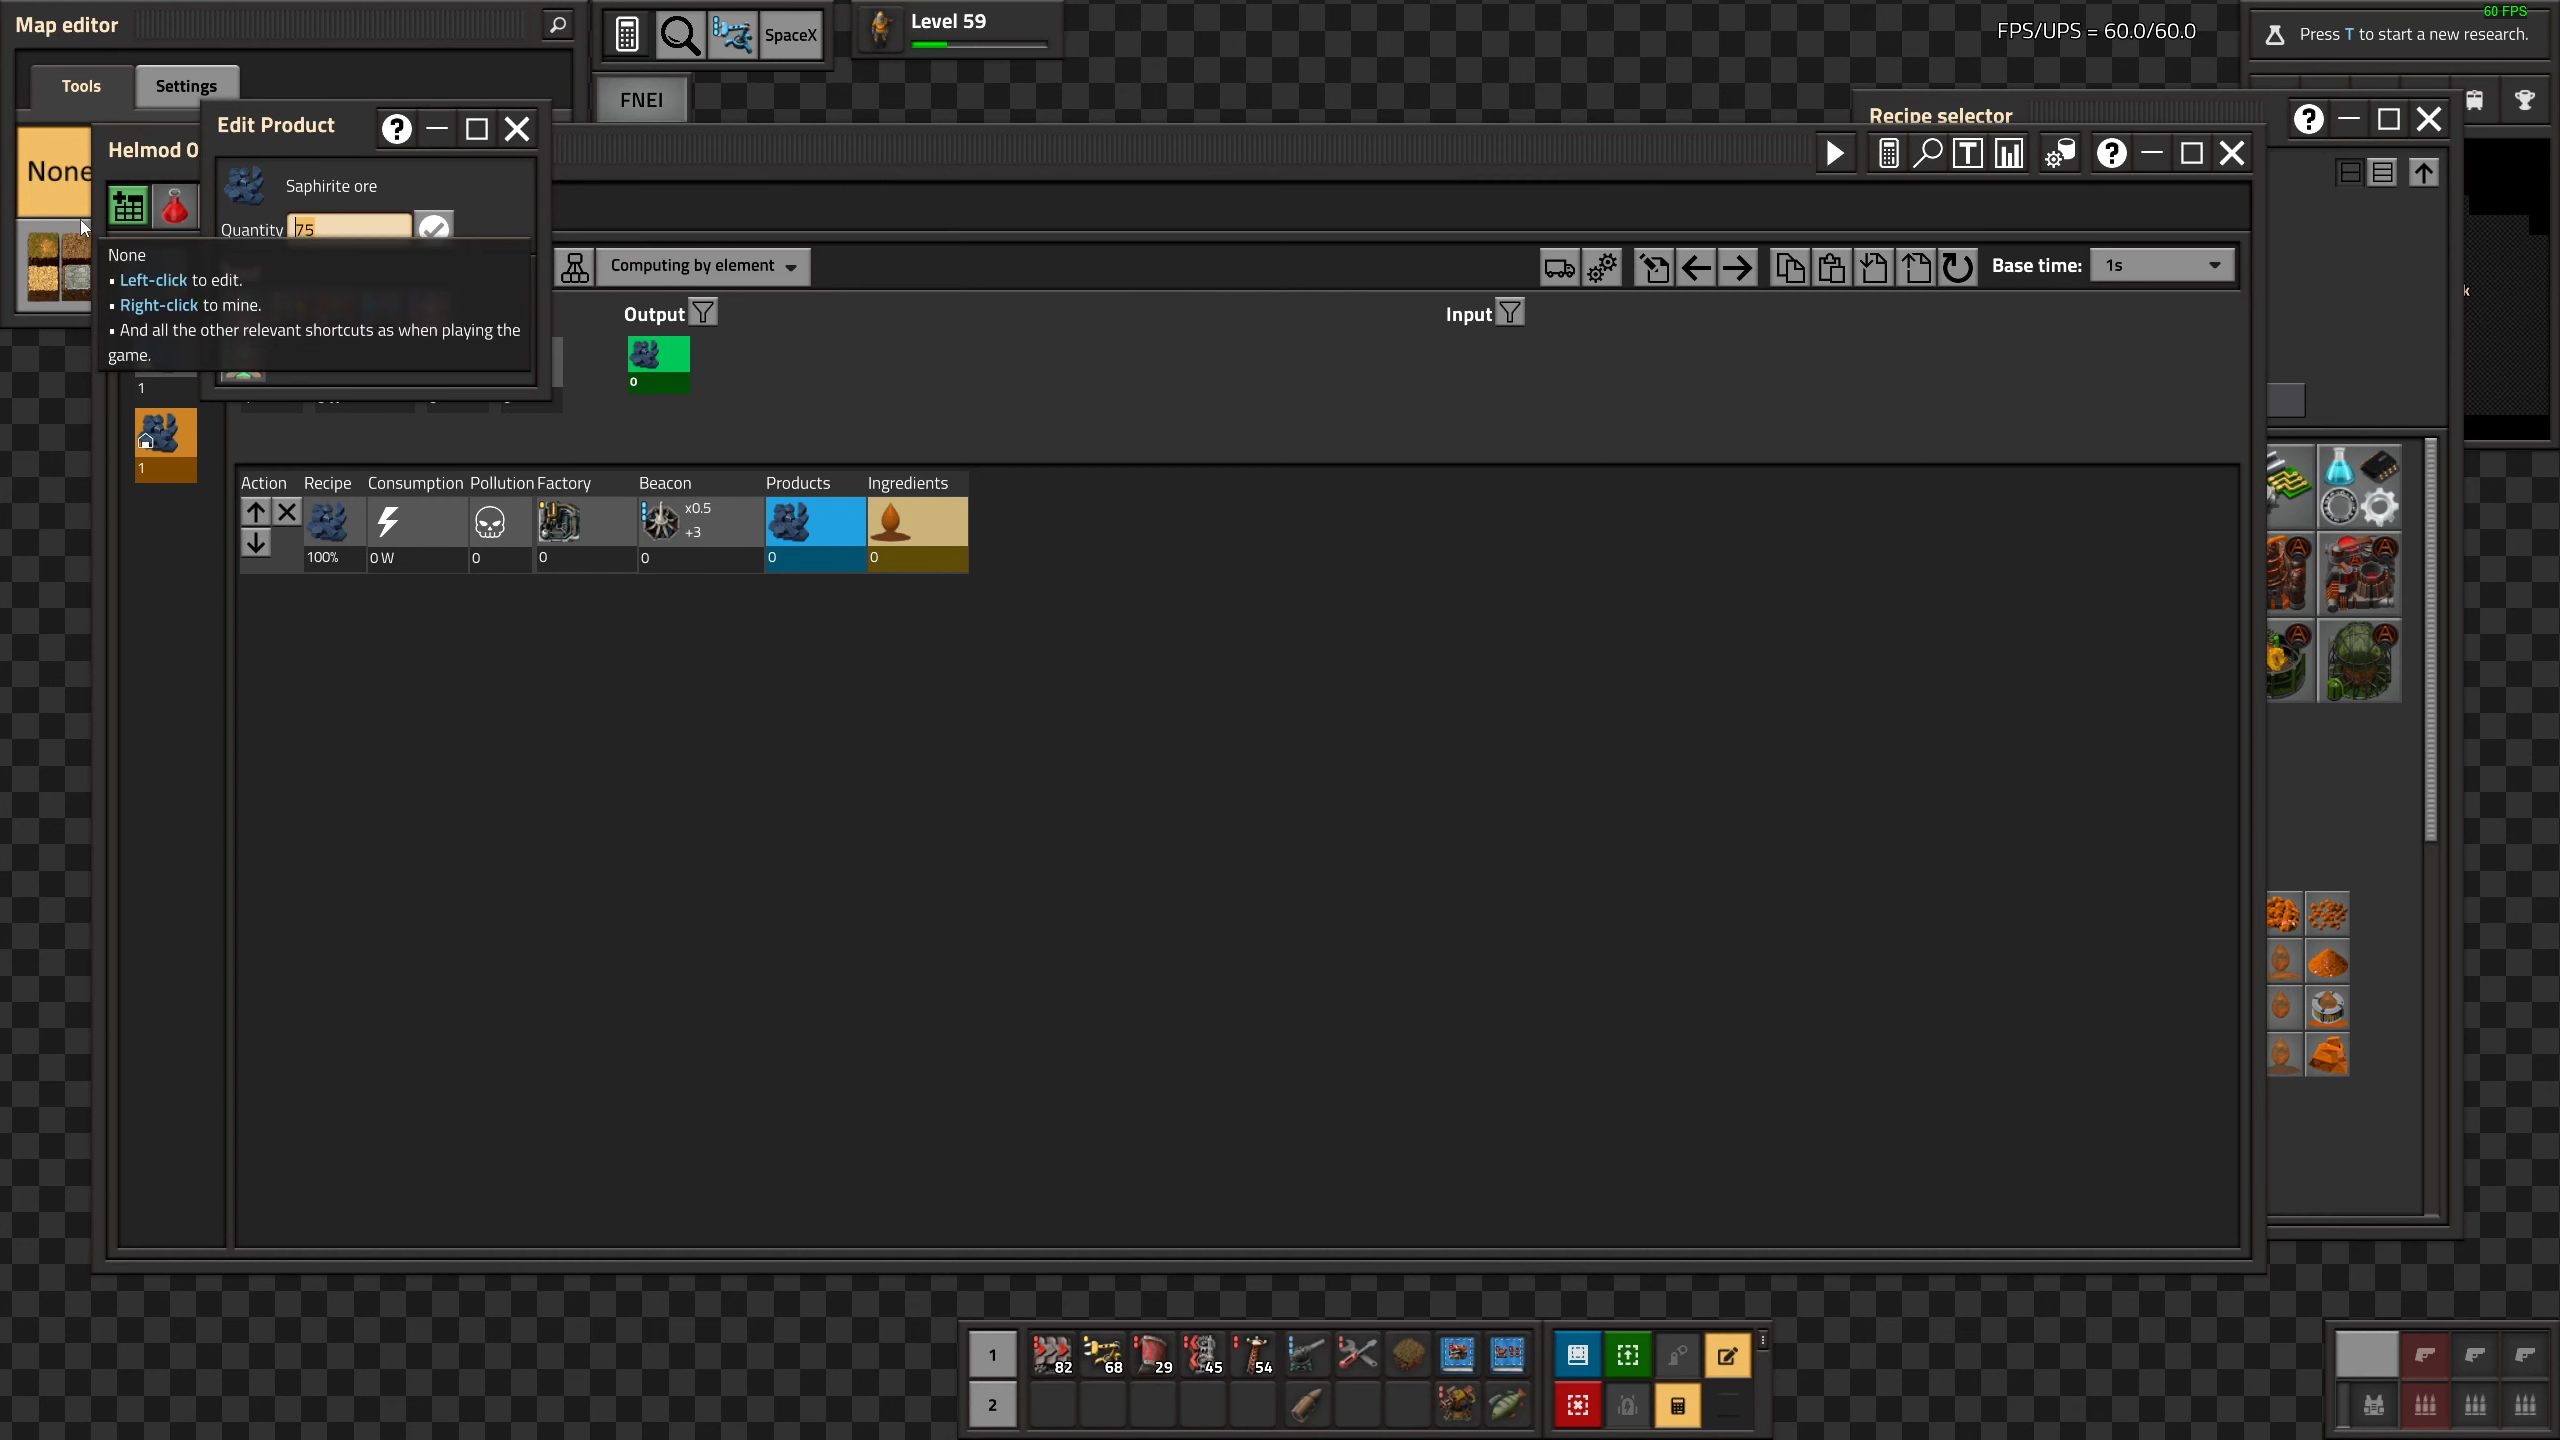 60 FPS
Map editor
SpaceX
Level 59
FPS/UPS = 60.0/60.0
Press T to start a new research.
Tools
Settings
FNEI
Edit Product
Recipe selector
None
Helmod 0
Saphirite ore
Quantity
75
None
▪ Left-click to edit.
▪ Right-click to mine.
▪ And all the other relevant shortcuts as when playing the
game.
Computing by element
Base time:
1s
Output
Input
0
1
1
Action
Recipe
Consumption
Pollution
Factory
Beacon
Products
Ingredients
x0.5
+3
100%
0 W
0
0
0
0
0
1
82
68
29
45
54
2